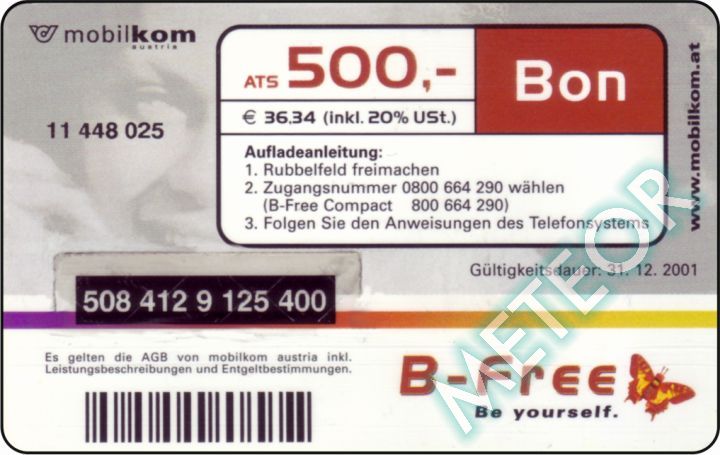 mobilkom
austria
ATS 500,-
Bon
€ 36.34 (inkl. 20% USt.)
11 448 025
Aufladeanleitung:
1. Rubbelfeld freimachen
2. Zugangsnummer 0800 664 290 wählen
(B-Free Compact 800 664 290)
3. Folgen Sie den Anweisungen des Telefonsystems
www.mobilkom.at
Gültigkeitsdauer: 31. 12. 2001
508 412 9 125 400
METEOR
Es gelten die AGB von mobilkom austria inkl.
Leistungsbeschreibungen und Entgeltbestimmungen.
B-Free
Be yourself.